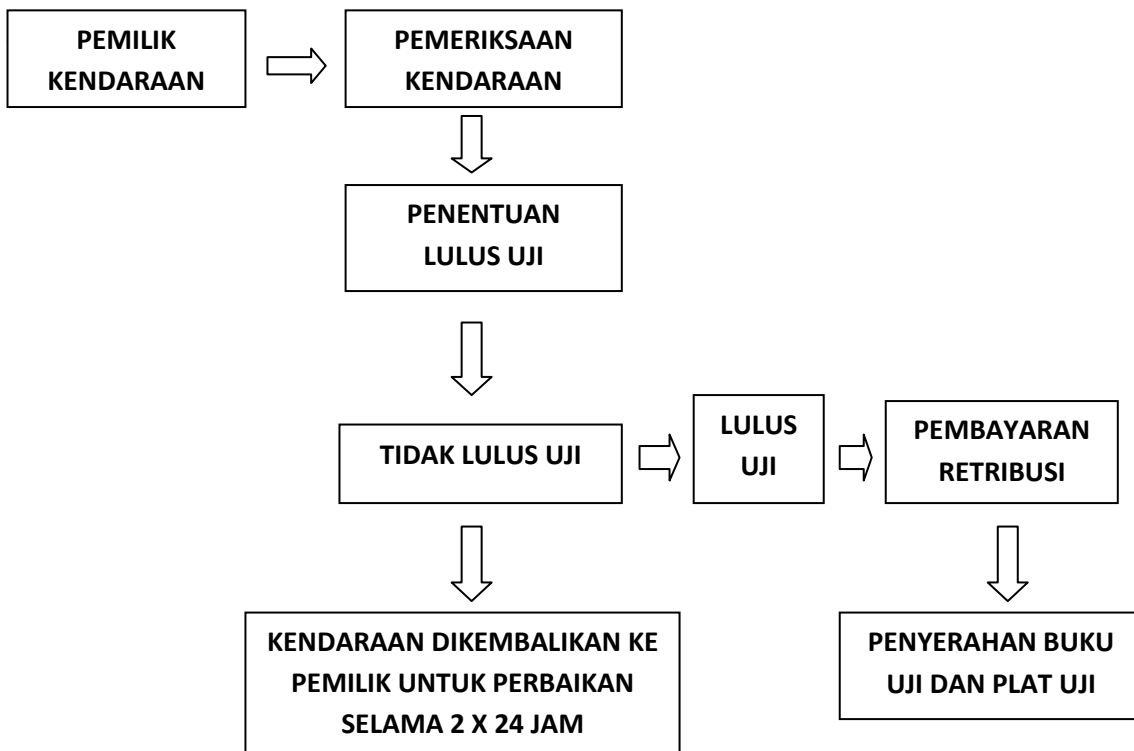 PEMILIK
KENDARAAN
PEMERIKSAAN
KENDARAAN
PENENTUAN
LULUS UJI
TIDAK LULUS UJI
LULUS
UJI
PEMBAYARAN
RETRIBUSI
KENDARAAN DIKEMBALIKAN KE
PEMILIK UNTUK PERBAIKAN
SELAMA 2 X 24 JAM
PENYERAHAN BUKU
UJI DAN PLAT UJI